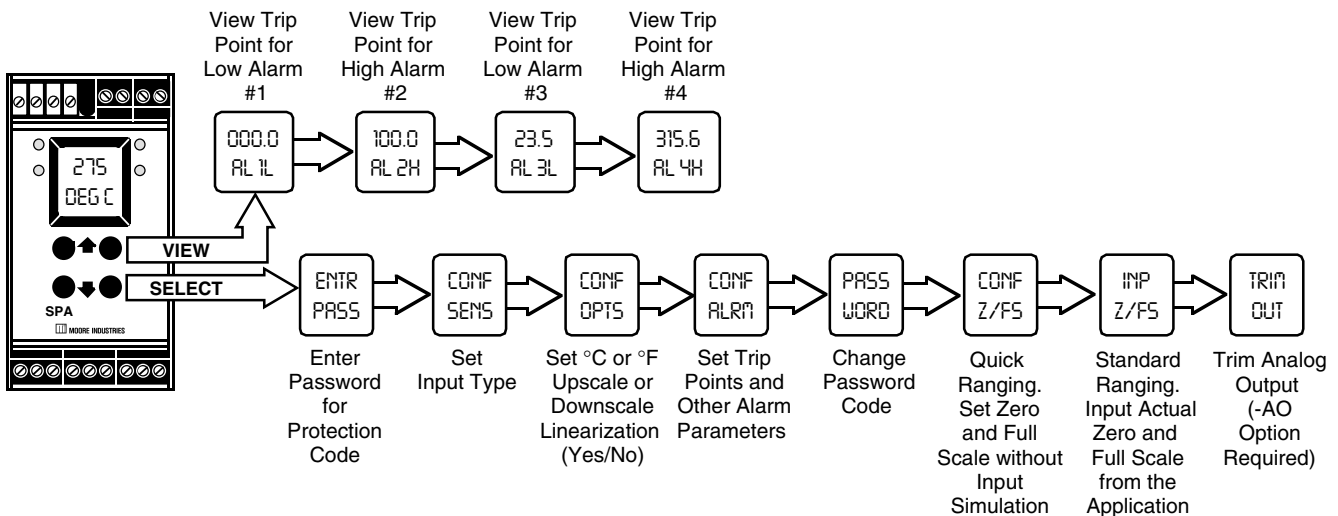 View Trip
Point for
Low Alarm
#1
View Trip
Point for
High Alarm
#2
View Trip
Point for
Low Alarm
#3
View Trip
Point for
High Alarm
#4
000.0
AL 1L
100.0
AL 2H
23.5
AL 3L
315.6
AL 4H
275
DEG C
VIEW
SELECT
SPA
MOORE INDUSTRIES
ENTR
PASS
CONF
SENS
CONF
OPTS
CONF
ALRM
PASS
WORD
CONF
Z/FS
INP
Z/FS
TRIM
OUT
Enter
Password
for
Protection
Code
Set
Input Type
Set °C or °F
Upscale or
Downscale
Linearization
(Yes/No)
Set Trip
Points and
Other Alarm
Parameters
Change
Password
Code
Quick
Ranging.
Set Zero
and Full
Scale without
Input
Simulation
Standard
Ranging.
Input Actual
Zero and
Full Scale
from the
Application
Trim Analog
Output
(-AO
Option
Required)